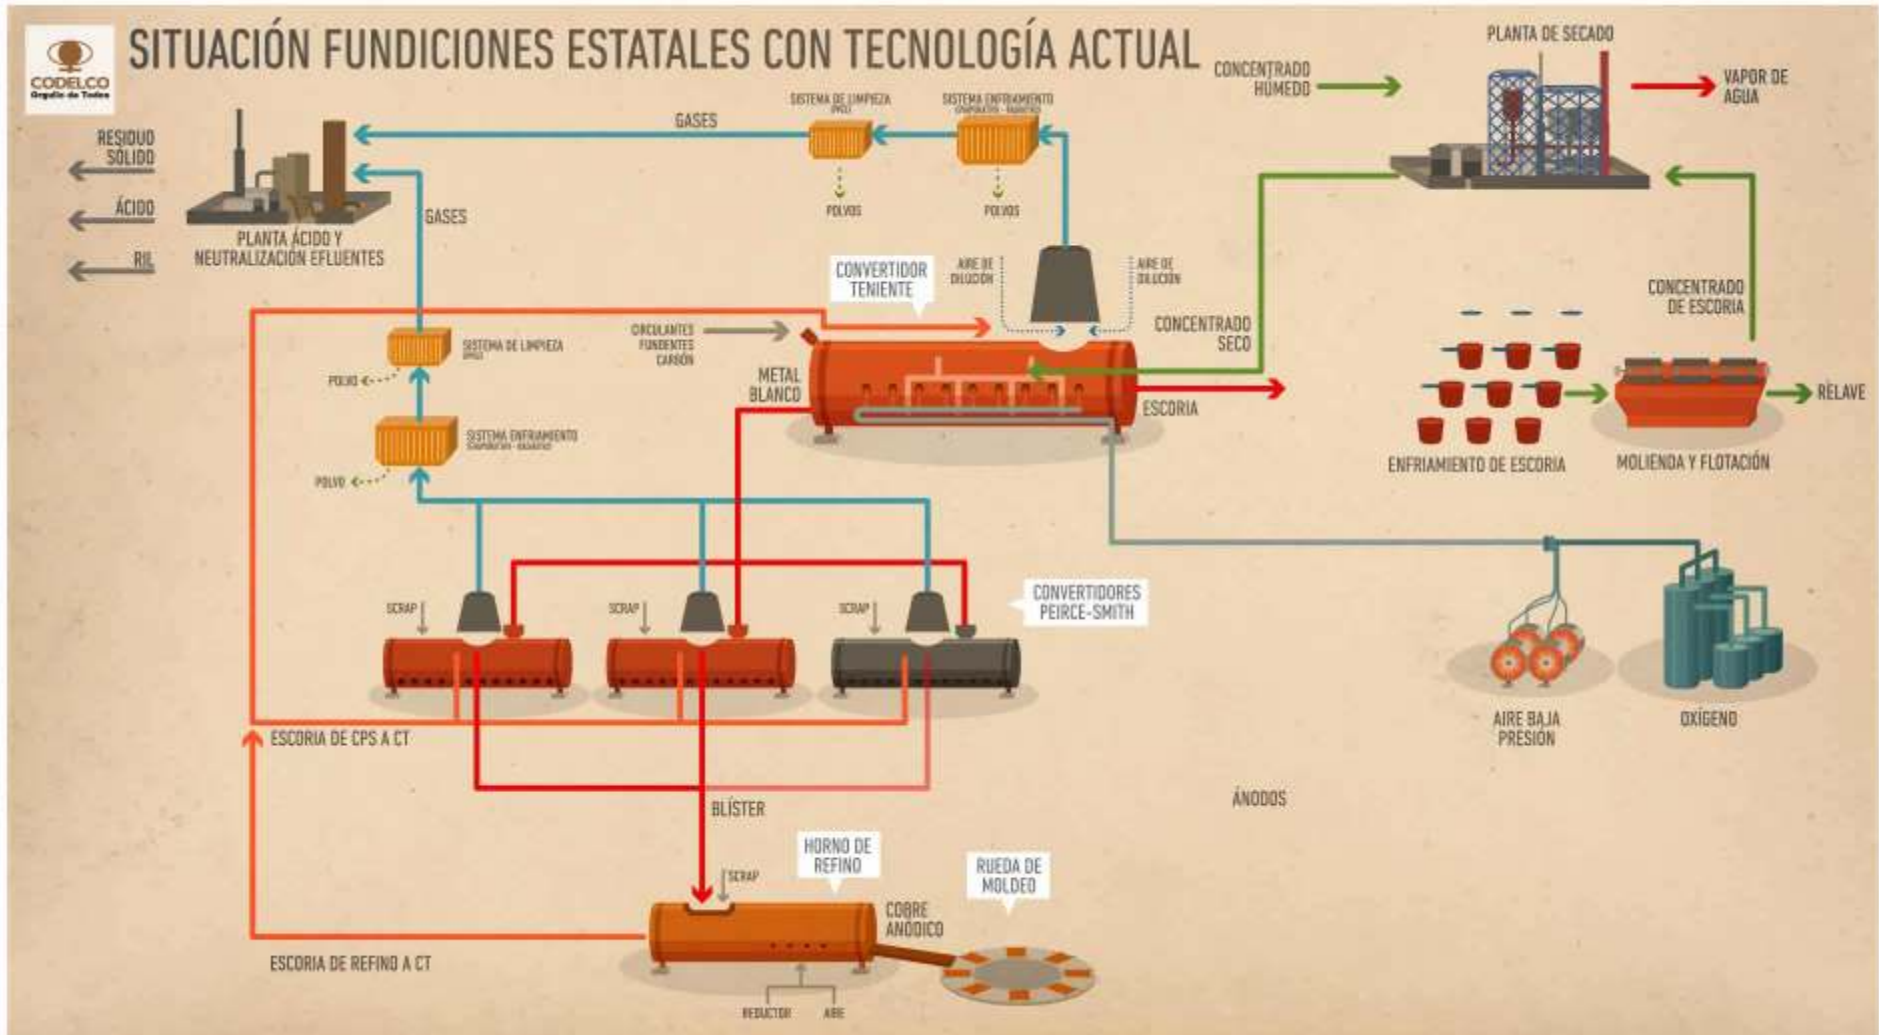 CODELCO
Orgullo de Todos
SITUACIÓN FUNDICIONES ESTATALES CON TECNOLOGÍA ACTUAL
PLANTA DE SECADO
CONCENTRADO
HÚMEDO
VAPOR DE
AGUA
SISTEMA DE LIMPIEZA
SISTEMA ENFRIAMIENTO
GASES
RESIDUO
SÓLIDO
ÁCIDO
RIL
PLANTA ÁCIDO Y
NEUTRALIZACIÓN EFLUENTES
GASES
POLVOS
POLVOS
CONVERTIDOR
TENIENTE
AIRE DE
DILUCIÓN
AIRE DE
DILUCIÓN
CONCENTRADO
DE ESCORIA
CIRCULANTES
FUNDENTES
CARBÓN
CONCENTRADO
SECO
SISTEMA DE LIMPIEZA
POLVO
METAL
BLANCO
ESCORIA
RELAVE
SISTEMA ENFRIAMIENTO
POLVO
ENFRIAMIENTO DE ESCORIA
MOLIENDA Y FLOTACIÓN
CONVERTIDORES
PEIRCE-SMITH
SCRAP
SCRAP
SCRAP
AIRE BAJA
PRESIÓN
OXÍGENO
ESCORIA DE CPS A CT
BLÍSTER
ÁNODOS
HORNO DE
REFINO
RUEDA DE
MOLDEO
SCRAP
COBRE
ANÓDICO
ESCORIA DE REFINO A CT
REDUCTOR
AIRE